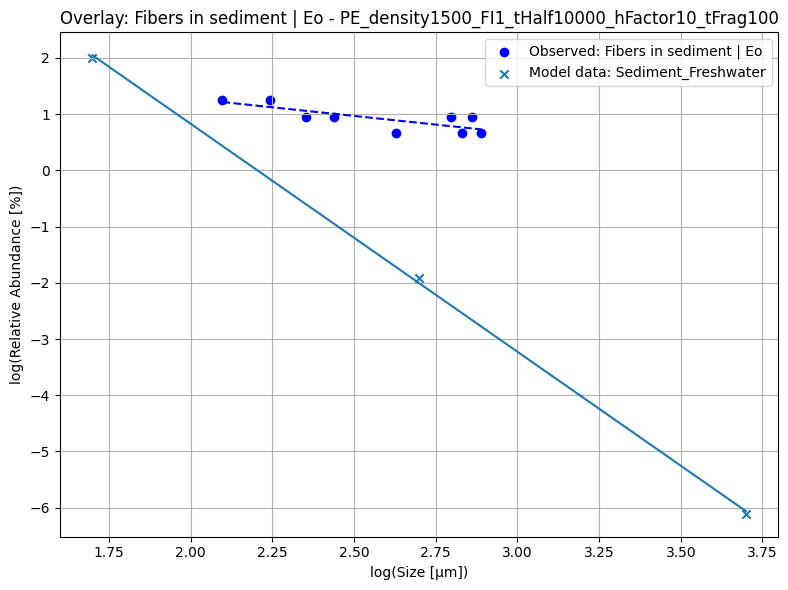 Overlay: Fibers in sediment | Eo - PE_density1500_FI1_tHalf10000_hFactor10_tFrag100
Observed: Fibers in sediment | Eo
Model data: Sediment_Freshwater
log(Relative Abundance [%])
2
1
0
−1
−2
−3
−4
−5
−6
1.75 2.00 2.25 2.50 2.75 3.00 3.25 3.50 3.75
log(Size [μm])